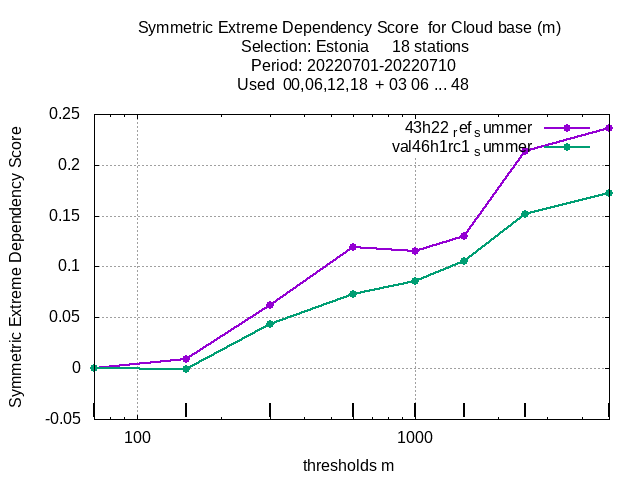 Symmetric Extreme Dependency Score for Cloud base (m)
Selection: Estonia 18 stations
Period: 20220701-20220710
Used 00,06,12,18 + 03 06 ... 48
43h22 ref summer
val46h1rc1 summer
Symmetric Extreme Dependency Score
0.25
0.2
0.15
0.1
0.05
0
-0.05
100 1000
thresholds m